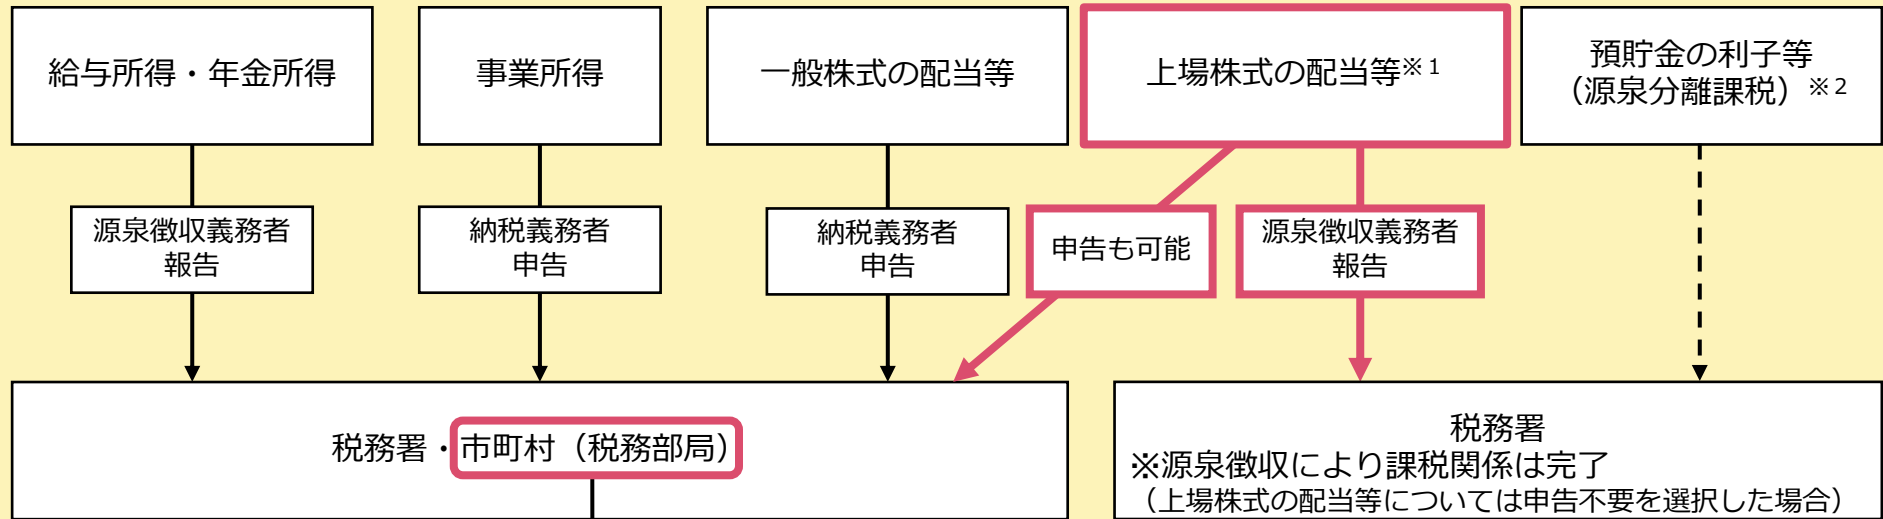 給与所得・年金所得
事業所得
一般株式の配当等
上場株式の配当等※1
預貯金の利子等
（源泉分離課税）※2
源泉徴収義務者
報告
納税義務者
申告
納税義務者
申告
申告も可能
源泉徴収義務者
報告
税務署・市町村（税務部局）
税務署
※源泉徴収により課税関係は完了
（上場株式の配当等については申告不要を選択した場合）